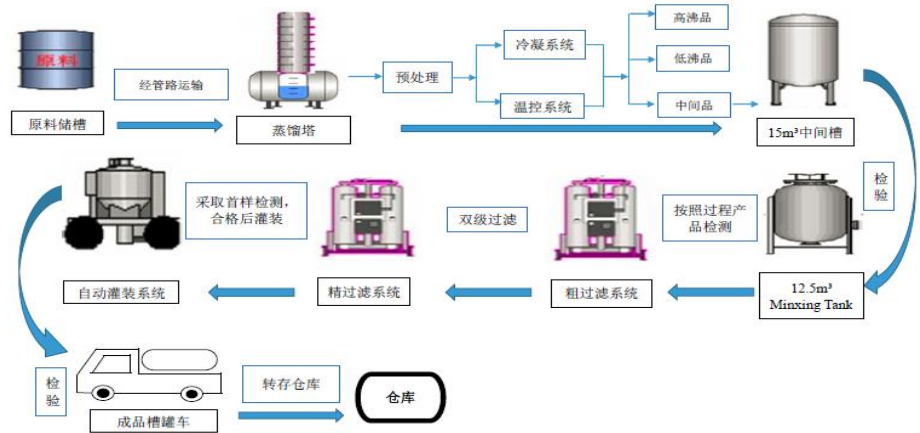 原料
经管路运输
原料储槽
蒸馏塔
预处理
冷凝系统
温控系统
高沸品
低沸品
中间品
15m³中间槽
检
验
12.5m³
Minxing Tank
按照过程产
品检测
粗过滤系统
双级过滤
精过滤系统
采取首样检测，
合格后灌装
自动灌装系统
检
验
成品槽罐车
转存仓库
仓库